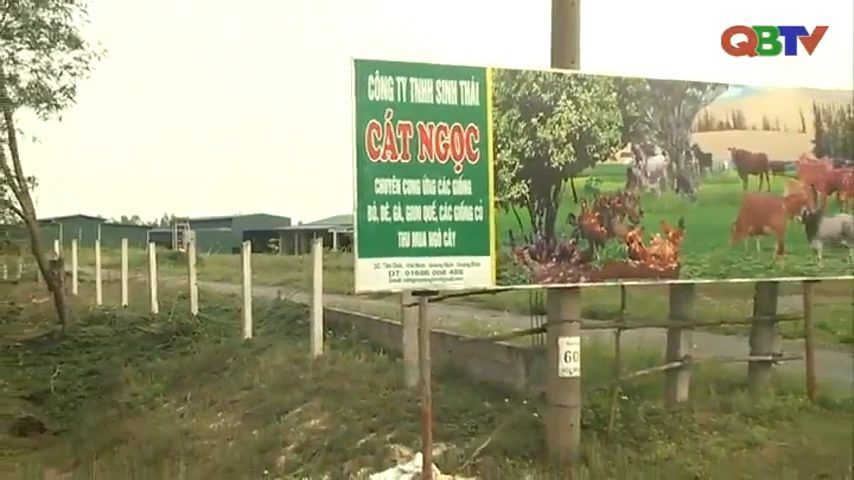 QBTV
CÔNG TY TNHH SINH THÁI
CÁT NGỌC
CHUYÊN CUNG ỨNG CÁC GIỐNG
BÒ, DÊ, GÀ, GIUN QUẾ, CÁC GIỐNG CỎ
THU MUA NGÔ CÂY
ĐT: 01686 008 488
60